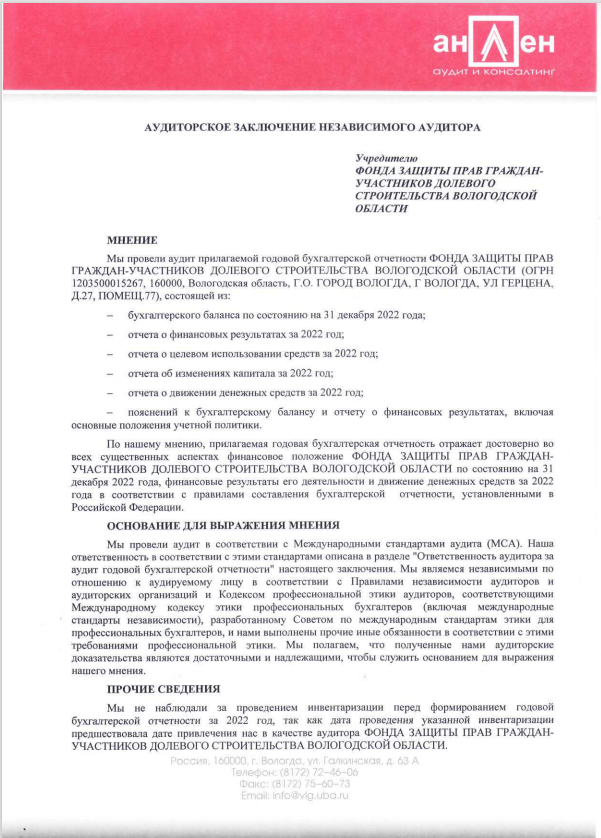 ан Л ен
аудит и консалтинг
АУДИТОРСКОЕ ЗАКЛЮЧЕНИЕ НЕЗАВИСИМОГО АУДИТОРА
Учредителю
ФОНДА ЗАЩИТЫ ПРАВ ГРАЖДАН-
УЧАСТНИКОВ ДОЛЕВОГО
СТРОИТЕЛЬСТВА ВОЛОГОДСКОЙ
ОБЛАСТИ
МНЕНИЕ
Мы провели аудит прилагаемой годовой бухгалтерской отчетности ФОНДА ЗАЩИТЫ ПРАВ
ГРАЖДАН-УЧАСТНИКОВ ДОЛЕВОГО СТРОИТЕЛЬСТВА ВОЛОГОДСКОЙ ОБЛАСТИ (ОГРН
1203500015267, 160000, Вологодская область, Г.О. ГОРОД ВОЛОГДА, Г ВОЛОГДА, УЛ ГЕРЦЕНА,
Д.27, ПОМЕЩ.77), состоящей из:
– бухгалтерского баланса по состоянию на 31 декабря 2022 года;
– отчета о финансовых результатах за 2022 год;
– отчета о целевом использовании средств за 2022 год;
– отчета об изменениях капитала за 2022 год;
– отчета о движении денежных средств за 2022 год;
– пояснений к бухгалтерскому балансу и отчету о финансовых результатах, включая
основные положения учетной политики.
По нашему мнению, прилагаемая годовая бухгалтерская отчетность отражает достоверно во
всех существенных аспектах финансовое положение ФОНДА ЗАЩИТЫ ПРАВ ГРАЖДАН-
УЧАСТНИКОВ ДОЛЕВОГО СТРОИТЕЛЬСТВА ВОЛОГОДСКОЙ ОБЛАСТИ по состоянию на 31
декабря 2022 года, финансовые результаты его деятельности и движение денежных средств за 2022
года в соответствии с правилами составления бухгалтерской отчетности, установленными в
Российской Федерации.
ОСНОВАНИЕ ДЛЯ ВЫРАЖЕНИЯ МНЕНИЯ
Мы провели аудит в соответствии с Международными стандартами аудита (МСА). Наша
ответственность в соответствии с этими стандартами описана в разделе "Ответственность аудитора за
аудит годовой бухгалтерской отчетности" настоящего заключения. Мы являемся независимыми по
отношению к аудируемому лицу в соответствии с Правилами независимости аудиторов и
аудиторских организаций и Кодексом профессиональной этики аудиторов, соответствующими
Международному кодексу этики профессиональных бухгалтеров (включая международные
стандарты независимости), разработанному Советом по международным стандартам этики для
профессиональных бухгалтеров, и нами выполнены прочие иные обязанности в соответствии с этими
требованиями профессиональной этики. Мы полагаем, что полученные нами аудиторские
доказательства являются достаточными и надлежащими, чтобы служить основанием для выражения
нашего мнения.
ПРОЧИЕ СВЕДЕНИЯ
Мы не наблюдали за проведением инвентаризации перед формированием годовой
бухгалтерской отчетности за 2022 год, так как дата проведения указанной инвентаризации
предшествовала дате привлечения нас в качестве аудитора ФОНДА ЗАЩИТЫ ПРАВ ГРАЖДАН-
УЧАСТНИКОВ ДОЛЕВОГО СТРОИТЕЛЬСТВА ВОЛОГОДСКОЙ ОБЛАСТИ.
Россия, 160000, г. Вологда, ул. Галкинская, д. 63 А
Телефон: (8172) 72-46-06
Факс: (8172) 75-60-73
Email: info@vlg.uba.ru